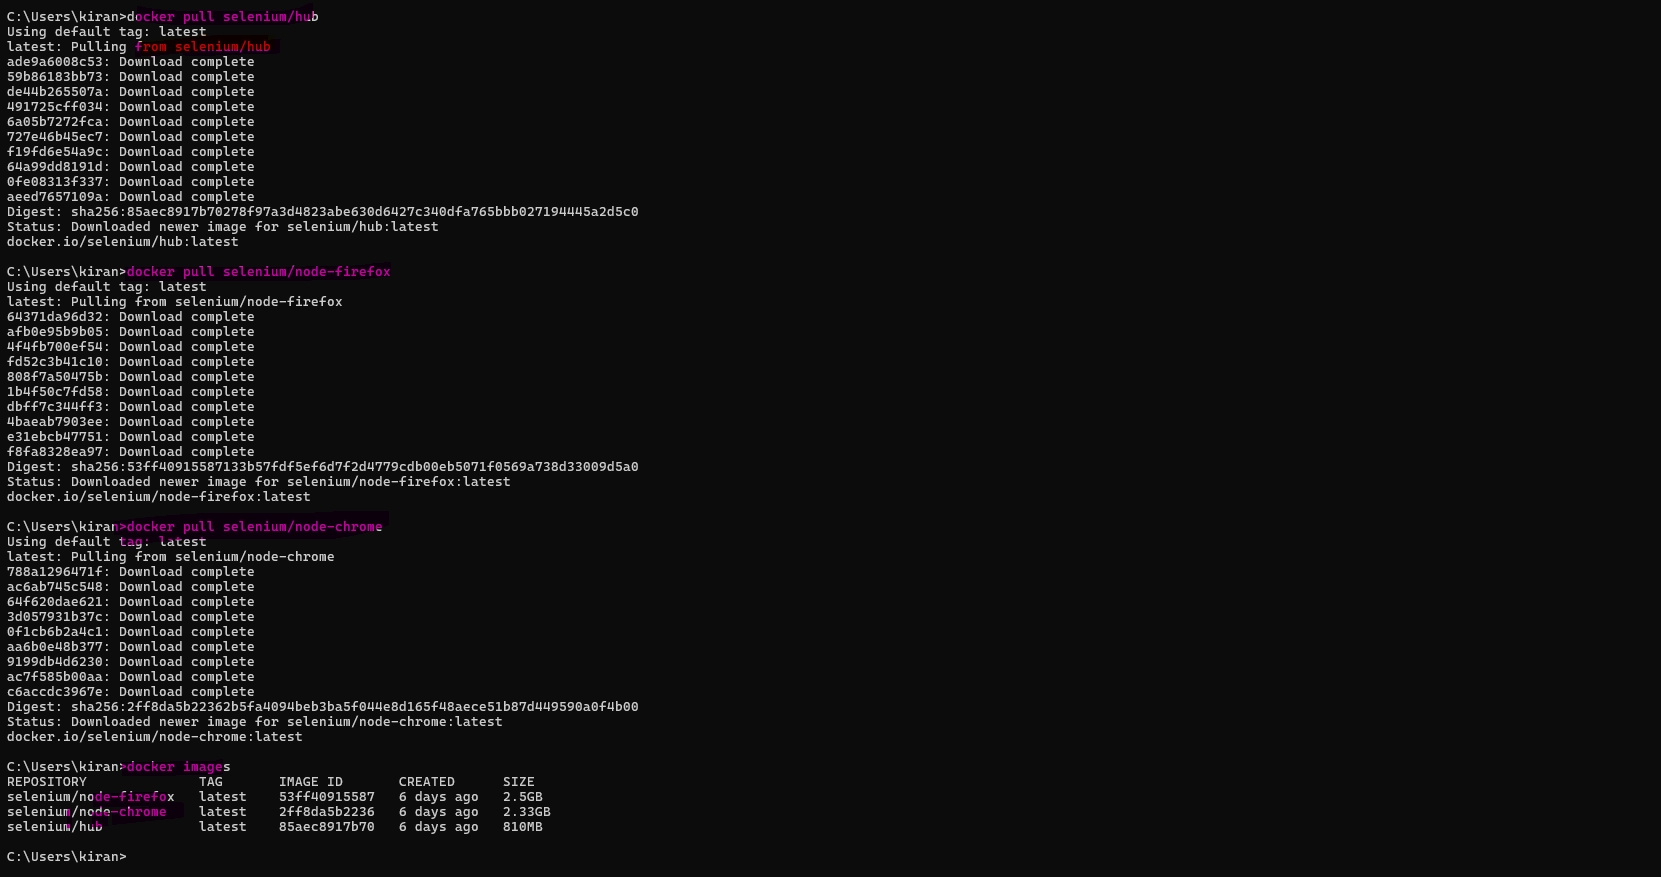 C:\Users\kiran>docker pull selenium/hub
Using default tag: latest
latest: Pulling from selenium/hub
ade9a6008c53: Download complete
59b86183bb73: Download complete
de44b265507a: Download complete
491725cff034: Download complete
6a05b7272fca: Download complete
727e46b45ec7: Download complete
f19fd6e54a9c: Download complete
64a99dd8191d: Download complete
0fe08313f337: Download complete
aeed7657109a: Download complete
Digest: sha256:85aec8917b70278f97a3d4823abe630d6427c340dfa765bbb027194445a2d5c0
Status: Downloaded newer image for selenium/hub:latest
docker.io/selenium/hub:latest
C:\Users\kiran>docker pull selenium/node-firefox
Using default tag: latest
latest: Pulling from selenium/node-firefox
64371da96d32: Download complete
afb0e95b9b05: Download complete
4f4fb700ef54: Download complete
fd52c3b41c10: Download complete
808f7a50475b: Download complete
1b4f50c7fd58: Download complete
dbff7c344ff3: Download complete
4baeab7903ee: Download complete
e31ebcb47751: Download complete
f8fa8328ea97: Download complete
Digest: sha256:53ff40915587133b57fdf5ef6d7f2d4779cdb00eb5071f0569a738d33009d5a0
Status: Downloaded newer image for selenium/node-firefox:latest
docker.io/selenium/node-firefox:latest
C:\Users\kiran>docker pull selenium/node-chrome
Using default tag: latest
latest: Pulling from selenium/node-chrome
788a1296471f: Download complete
ac6ab745c548: Download complete
64f620dae621: Download complete
3d057931b37c: Download complete
0f1cb6b2a4c1: Download complete
aa6b0e48b377: Download complete
9199db4d6230: Download complete
ac7f585b00aa: Download complete
c6accdc3967e: Download complete
Digest: sha256:2ff8da5b22362b5fa4094beb3ba5f044e8d165f48aece51b87d449590a0f4b00
Status: Downloaded newer image for selenium/node-chrome:latest
docker.io/selenium/node-chrome:latest
C:\Users\kiran>docker images
REPOSITORY TAG IMAGE ID CREATED SIZE
selenium/node-firefox latest 53ff40915587 6 days ago 2.5GB
selenium/node-chrome latest 2ff8da5b2236 6 days ago 2.33GB
selenium/hub latest 85aec8917b70 6 days ago 810MB
C:\Users\kiran>